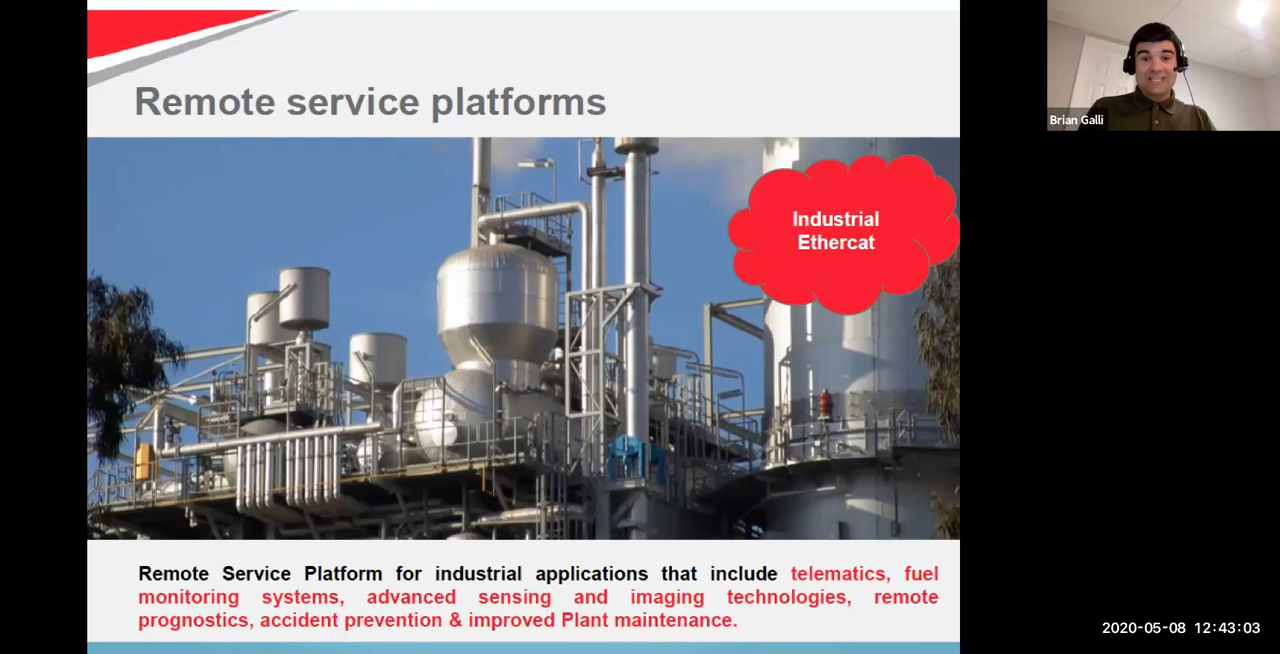 Remote service platforms
Industrial
Ethercat
Remote Service Platform for industrial applications that include telematics, fuel
monitoring systems, advanced sensing and imaging technologies, remote
prognostics, accident prevention & improved Plant maintenance.
Brian Galli
2020-05-08 12:43:03